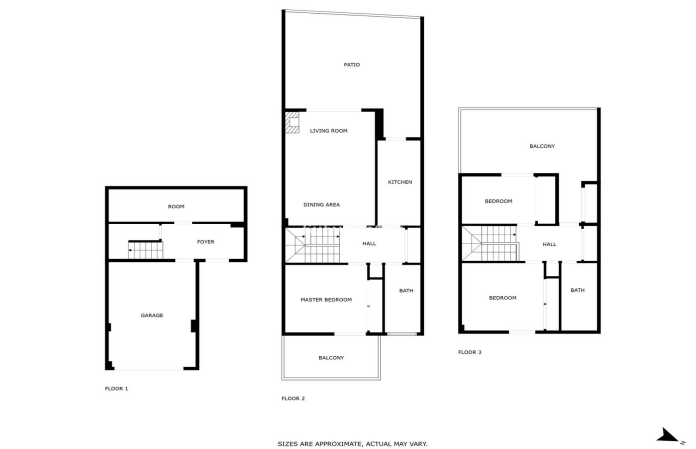 PATIO
LIVING ROOM
KITCHEN
DINING AREA
HALL
MASTER BEDROOM
BATH
BALCONY
FLOOR 2
ROOM
FOYER
GARAGE
FLOOR 1
BALCONY
BEDROOM
HALL
BEDROOM
BATH
FLOOR 3
SIZES ARE APPROXIMATE, ACTUAL MAY VARY.
N